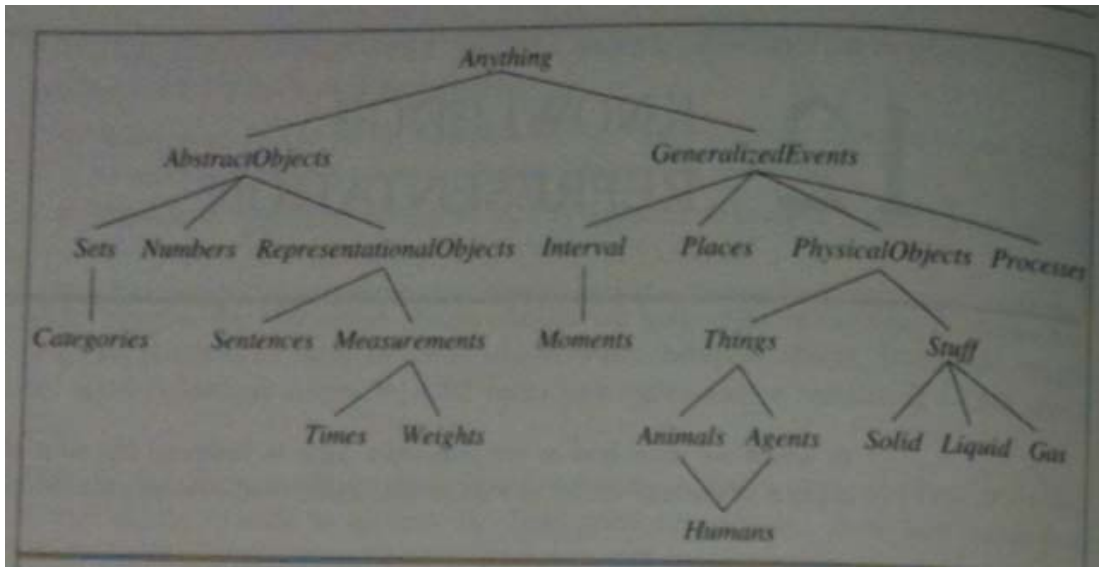 Anything
AbstractObjects GeneralizedEvents
Sets Numbers RepresentationalObjects Interval Places PhysicalObjects Processes
Categories Sentences Measurements Moments Things Stuff
Times Weights Animals Agents Solid Liquid Gas
Humans